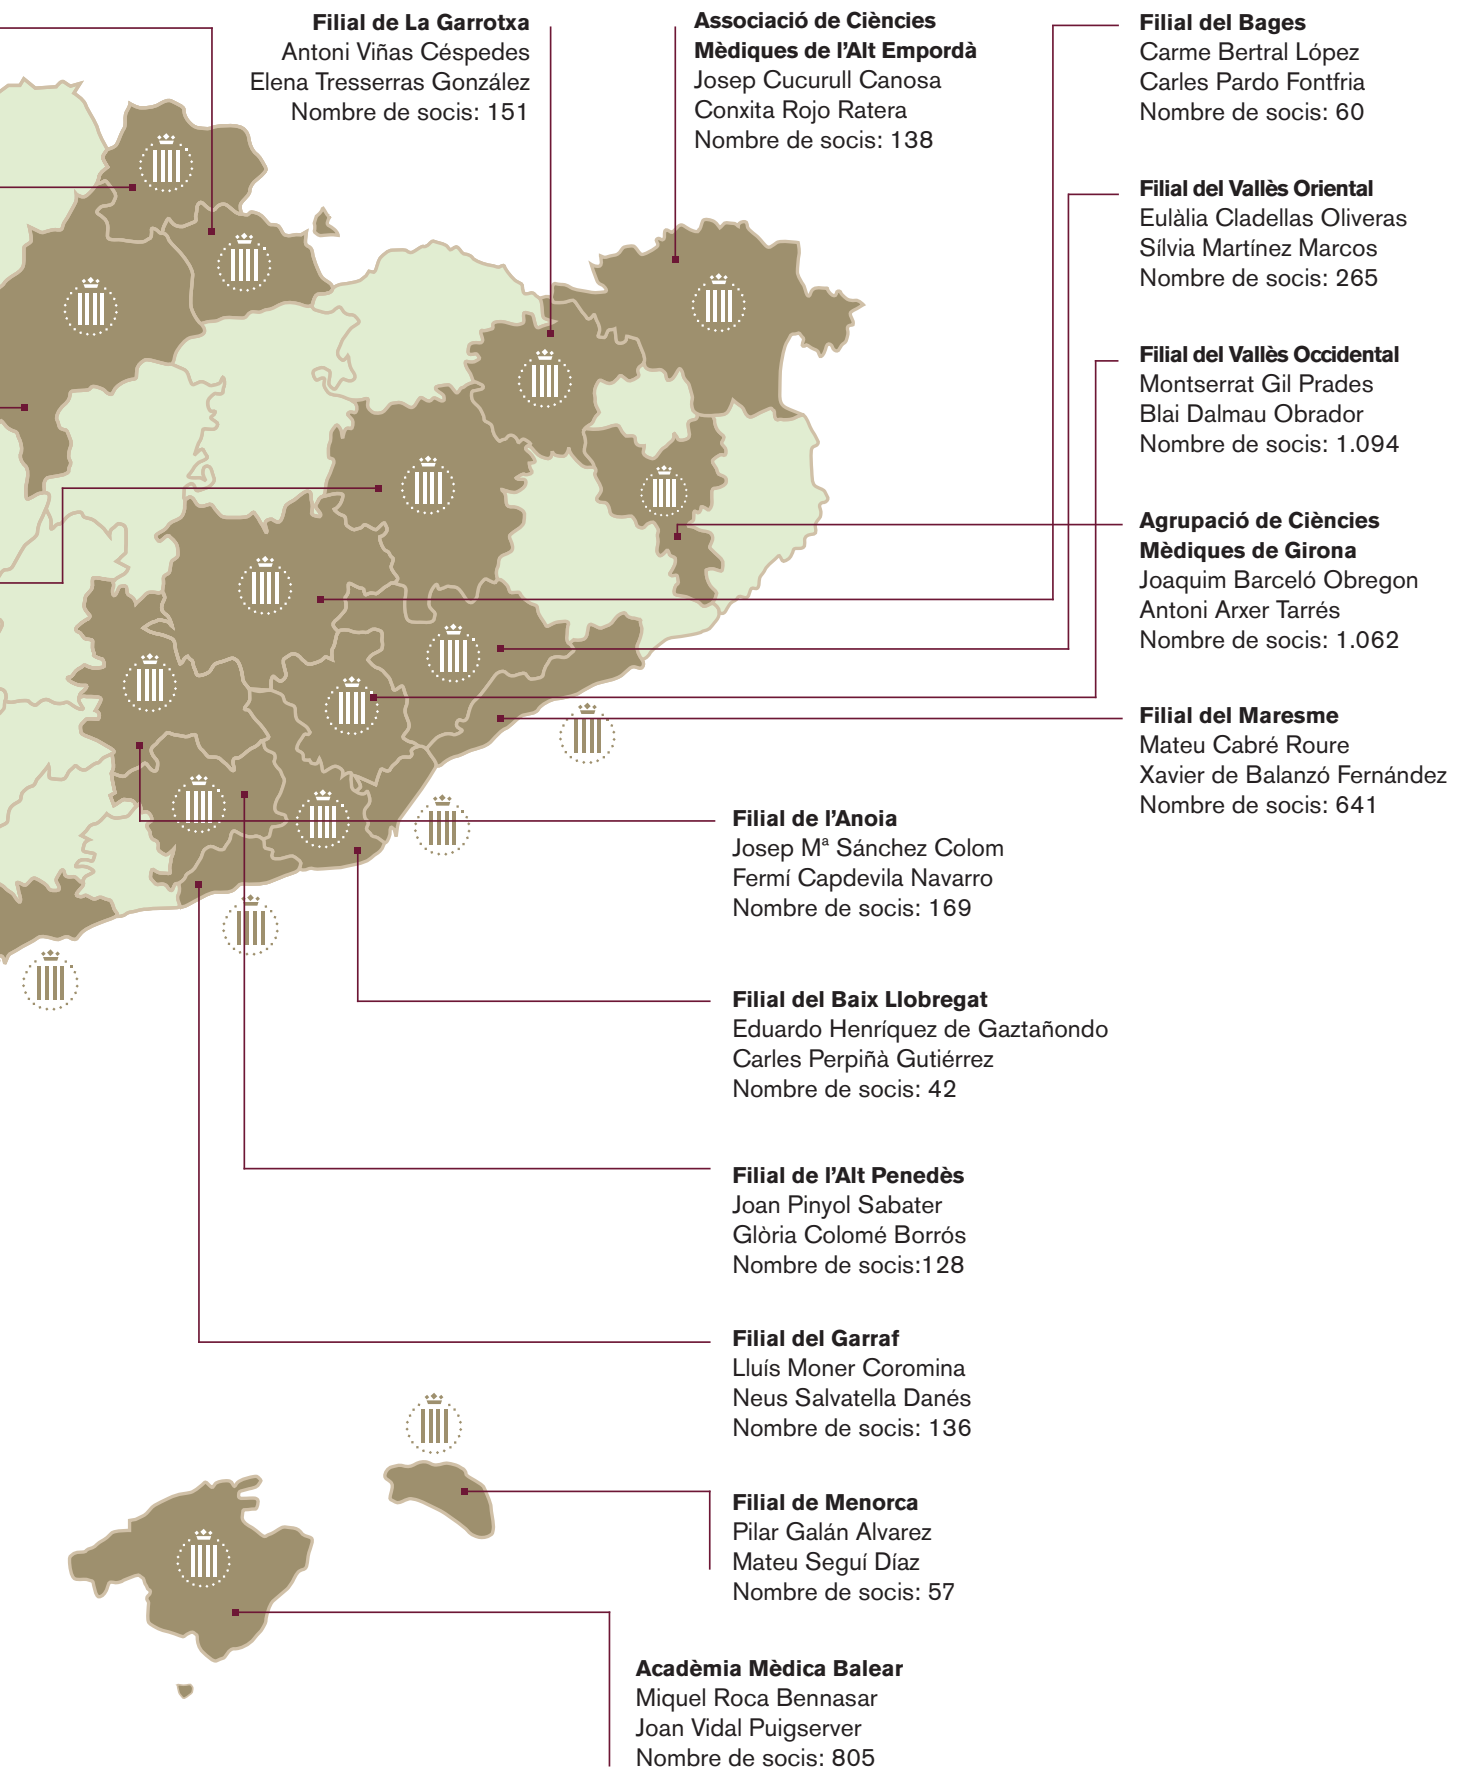 Filial de La Garrotxa
Antoni Viñas Céspedes
Elena Tresserras González
Nombre de socis: 151
Associació de Ciències
Mèdiques de l'Alt Empordà
Josep Cucurull Canosa
Conxita Rojo Ratera
Nombre de socis: 138
Filial del Bages
Carme Bertral López
Carles Pardo Fontfria
Nombre de socis: 60
Filial del Vallès Oriental
Eulàlia Cladellas Oliveras
Sílvia Martínez Marcos
Nombre de socis: 265
Filial del Vallès Occidental
Montserrat Gil Prades
Blai Dalmau Obrador
Nombre de socis: 1.094
Agrupació de Ciències
Mèdiques de Girona
Joaquim Barceló Obregon
Antoni Arxer Tarrés
Nombre de socis: 1.062
Filial del Maresme
Mateu Cabré Roure
Xavier de Balanzó Fernández
Nombre de socis: 641
Filial de l'Anoia
Josep Mª Sánchez Colom
Fermí Capdevila Navarro
Nombre de socis: 169
Filial del Baix Llobregat
Eduardo Henríquez de Gaztañondo
Carles Perpiñà Gutiérrez
Nombre de socis: 42
Filial de l'Alt Penedès
Joan Pinyol Sabater
Glòria Colomé Borrós
Nombre de socis:128
Filial del Garraf
Lluís Moner Coromina
Neus Salvatella Danés
Nombre de socis: 136
Filial de Menorca
Pilar Galán Alvarez
Mateu Seguí Díaz
Nombre de socis: 57
Acadèmia Mèdica Balear
Miquel Roca Bennasar
Joan Vidal Puigserver
Nombre de socis: 805